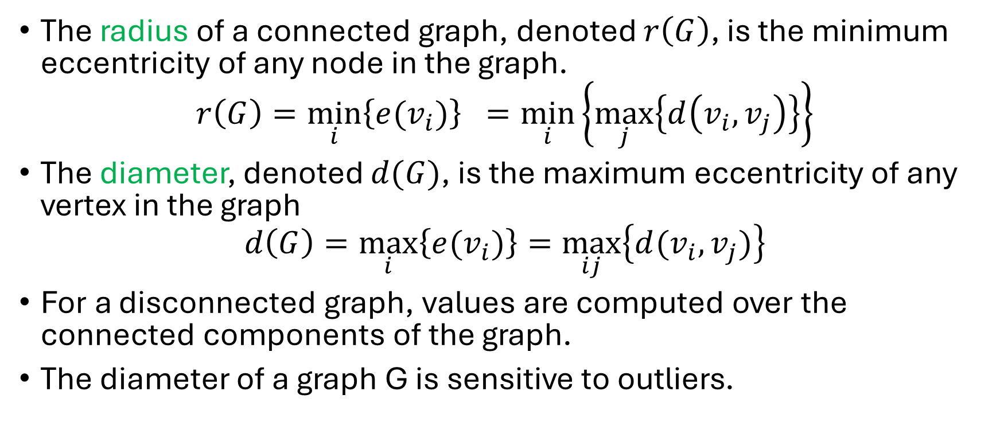 • The radius of a connected graph, denoted r(G), is the minimum
eccentricity of any node in the graph.
r(G) = min_i{e(v_i)} = min_i{max_j{d(v_i, v_j)}}
• The diameter, denoted d(G), is the maximum eccentricity of any
vertex in the graph
d(G) = max_i{e(v_i)} = max_{ij}{d(v_i, v_j)}
• For a disconnected graph, values are computed over the
connected components of the graph.
• The diameter of a graph G is sensitive to outliers.